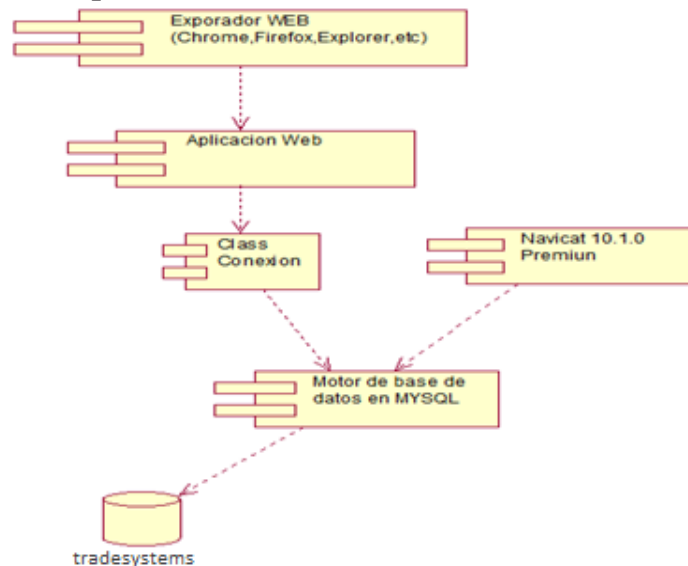 Exporador WEB
(Chrome,Firefox,Explorer,etc)
Aplicacion Web
Class
Conexion
Navicat 10.1.0
Premiun
Motor de base de
datos en MYSQL
tradesystems